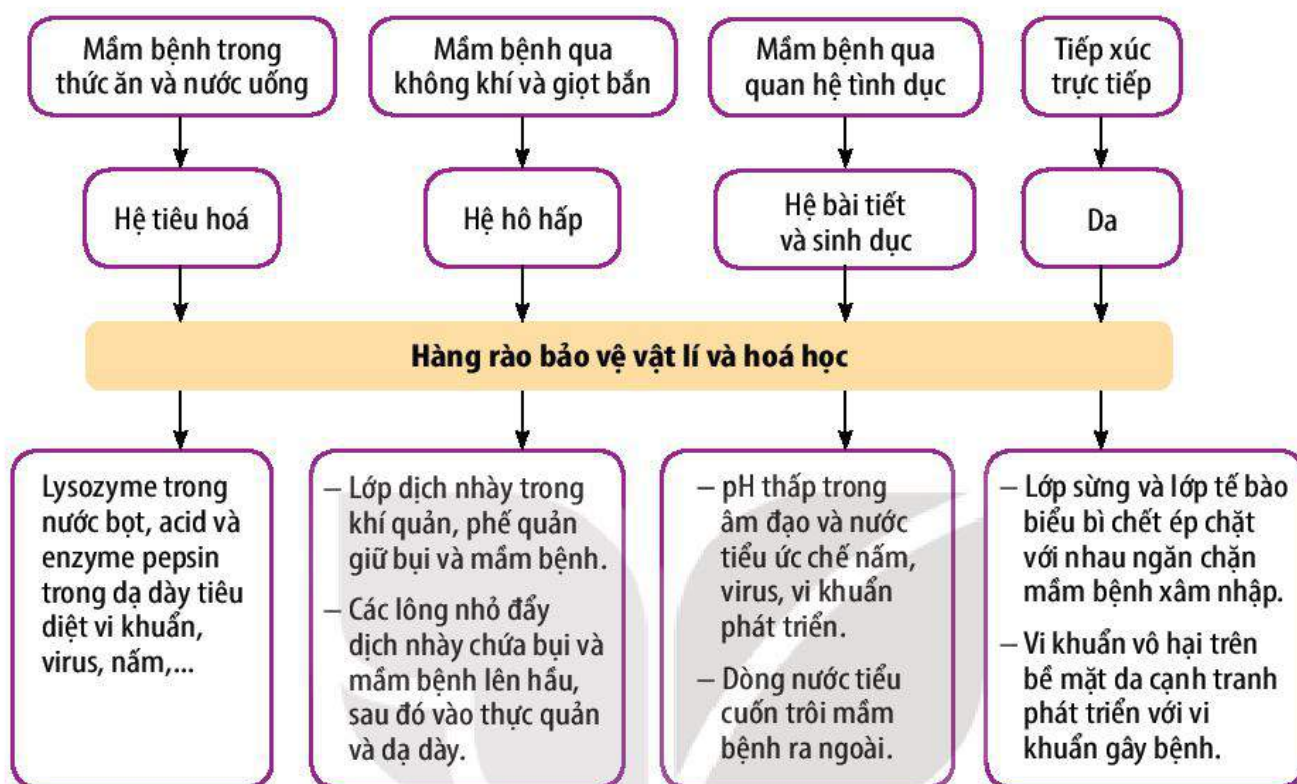 Mầm bệnh trong
thức ăn và nước uống
Mầm bệnh qua
không khí và giọt bắn
Mầm bệnh qua
quan hệ tình dục
Tiếp xúc
trực tiếp
Hệ tiêu hoá
Hệ hô hấp
Hệ bài tiết
và sinh dục
Da
Hàng rào bảo vệ vật lí và hoá học
Lysozyme trong
nước bọt, acid và
enzyme pepsin
trong dạ dày tiêu
diệt vi khuẩn,
virus, nấm,...
– Lớp dịch nhày trong
khí quản, phế quản
giữ bụi và mầm bệnh.
– Các lông nhỏ đẩy
dịch nhày chứa bụi và
mầm bệnh lên hầu,
sau đó vào thực quản
và dạ dày.
– pH thấp trong
âm đạo và nước
tiểu ức chế nấm,
virus, vi khuẩn
phát triển.
– Dòng nước tiểu
cuốn trôi mầm
bệnh ra ngoài.
– Lớp sừng và lớp tế bào
biểu bì chết ép chặt
với nhau ngăn chặn
mầm bệnh xâm nhập.
– Vi khuẩn vô hại trên
bề mặt da cạnh tranh
phát triển với vi
khuẩn gây bệnh.